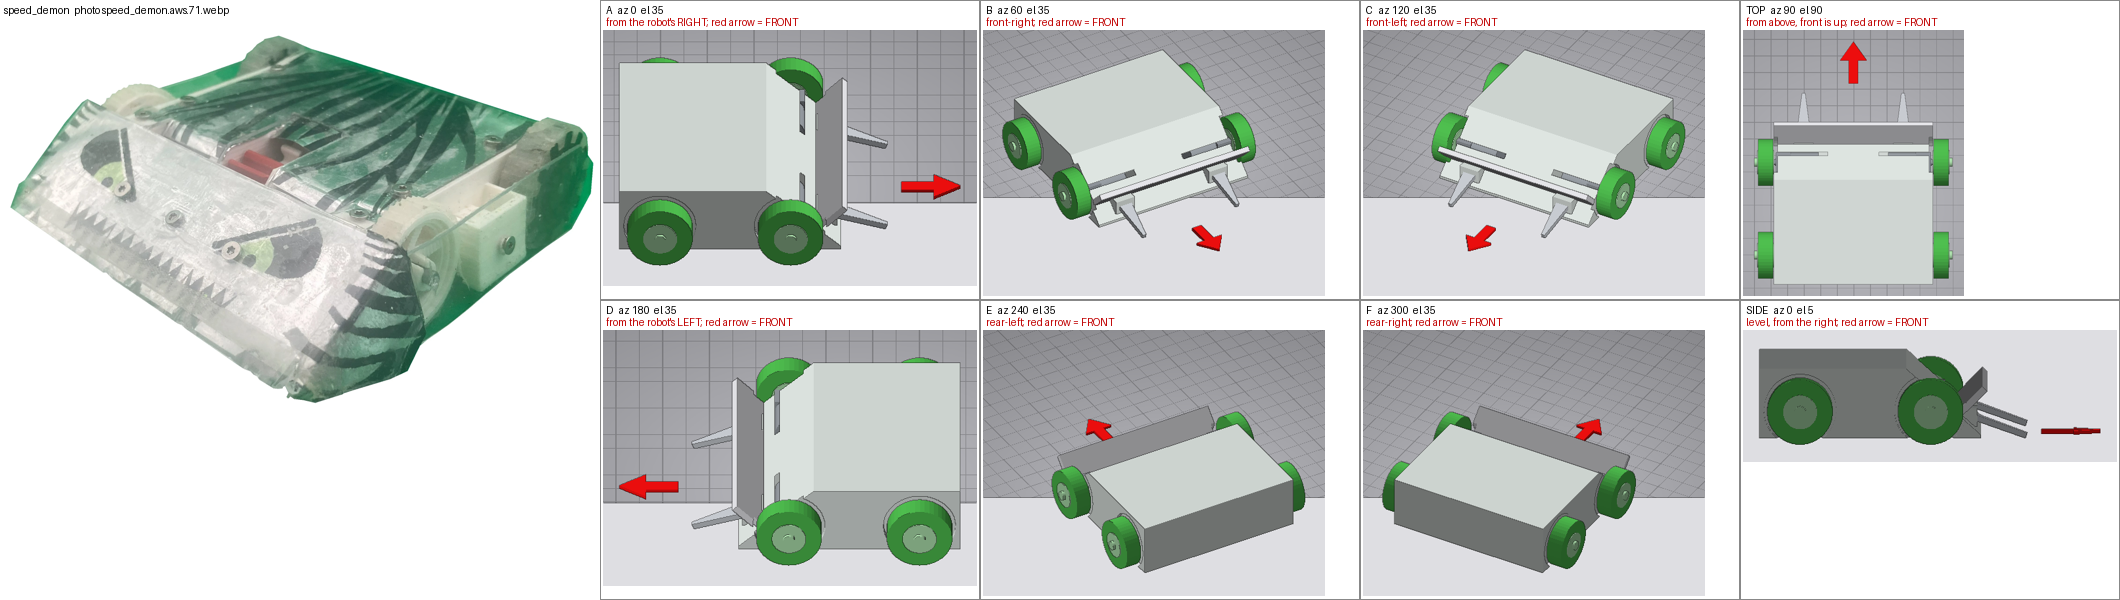 speed_demon photospeed_demon.aws.71.webp
A az 0 el 35
from the robot's RIGHT; red arrow = FRONT
B az 60 el 35
front-right; red arrow = FRONT
C az 120 el 35
front-left; red arrow = FRONT
TOP az 90 el 90
from above, front is up; red arrow = FRONT
D az 180 el 35
from the robot's LEFT; red arrow = FRONT
E az 240 el 35
rear-left; red arrow = FRONT
F az 300 el 35
rear-right; red arrow = FRONT
SIDE az 0 el 5
level, from the right; red arrow = FRONT